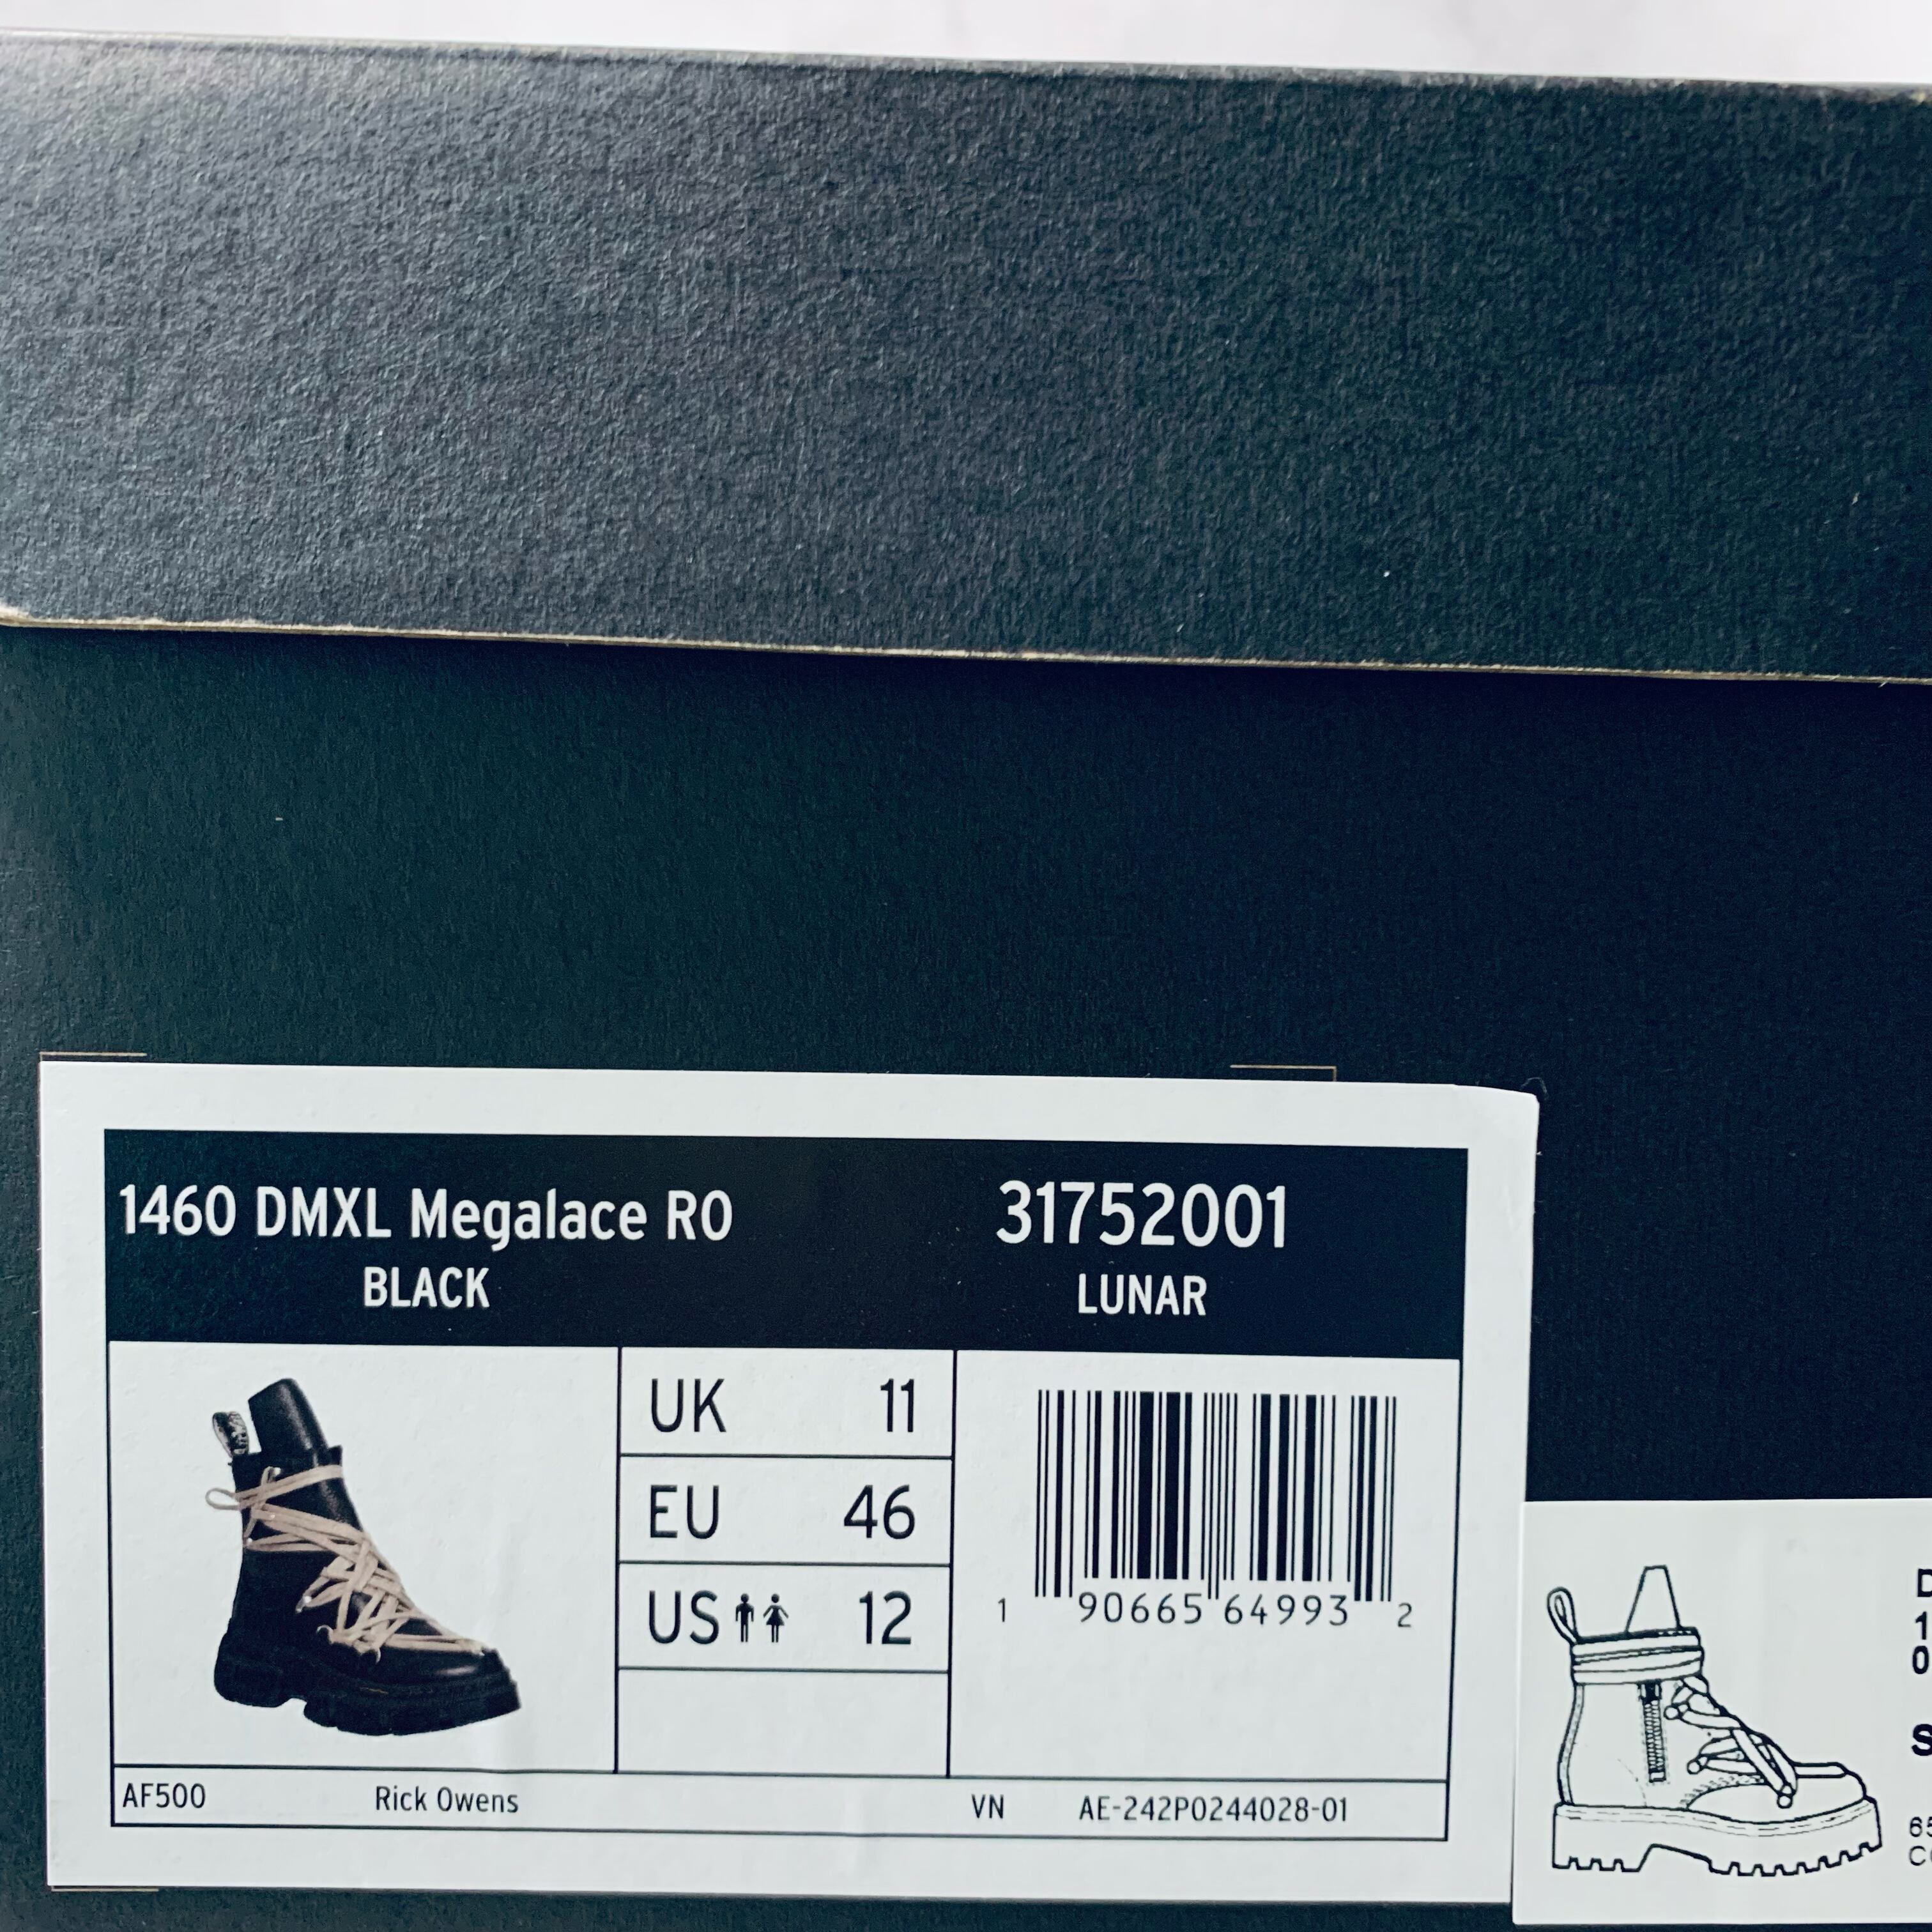 1460 DMXL Megalace RO
31752001
BLACK
LUNAR
UK 11
EU 46
US 12
1 90665 64993 2
AF500
Rick Owens
VN
AE-242P0244028-01